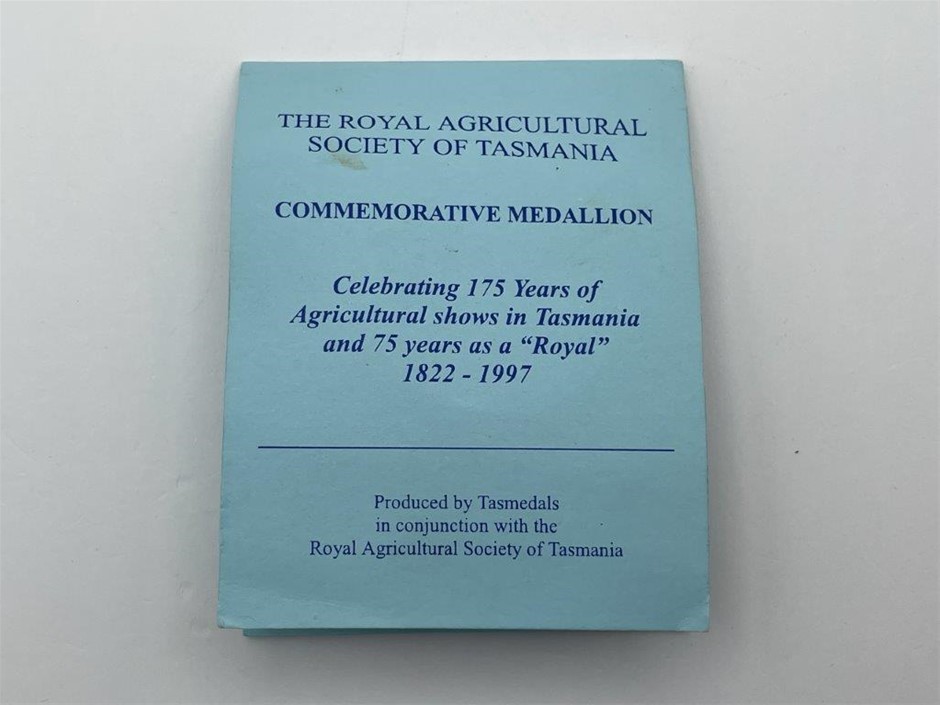 THE ROYAL AGRICULTURAL
SOCIETY OF TASMANIA
COMMEMORATIVE MEDALLION
Celebrating 175 Years of
Agricultural shows in Tasmania
and 75 years as a “Royal”
1822 - 1997
Produced by Tasmedals
in conjunction with the
Royal Agricultural Society of Tasmania